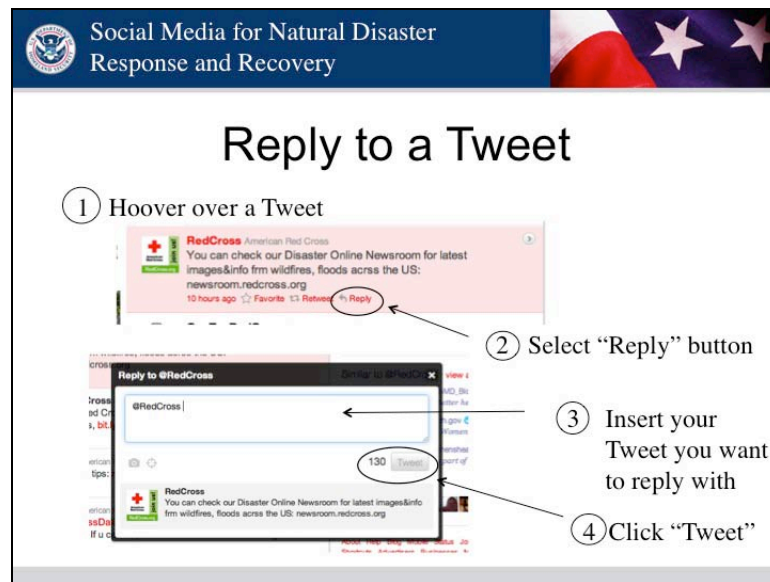 Social Media for Natural Disaster
Response and Recovery
Reply to a Tweet
1 Hoover over a Tweet
RedCross American Red Cross
You can check our Disaster Online Newsroom for latest
images&info frm wildfires, floods acrss the US:
newsroom.redcross.org
10 hours ago Favorite Retweet Reply
2 Select “Reply” button
Reply to @RedCross
@RedCross
130 Tweet
RedCross
You can check our Disaster Online Newsroom for latest images&info
frm wildfires, floods acrss the US: newsroom.redcross.org
3 Insert your
Tweet you want
to reply with
4 Click “Tweet”